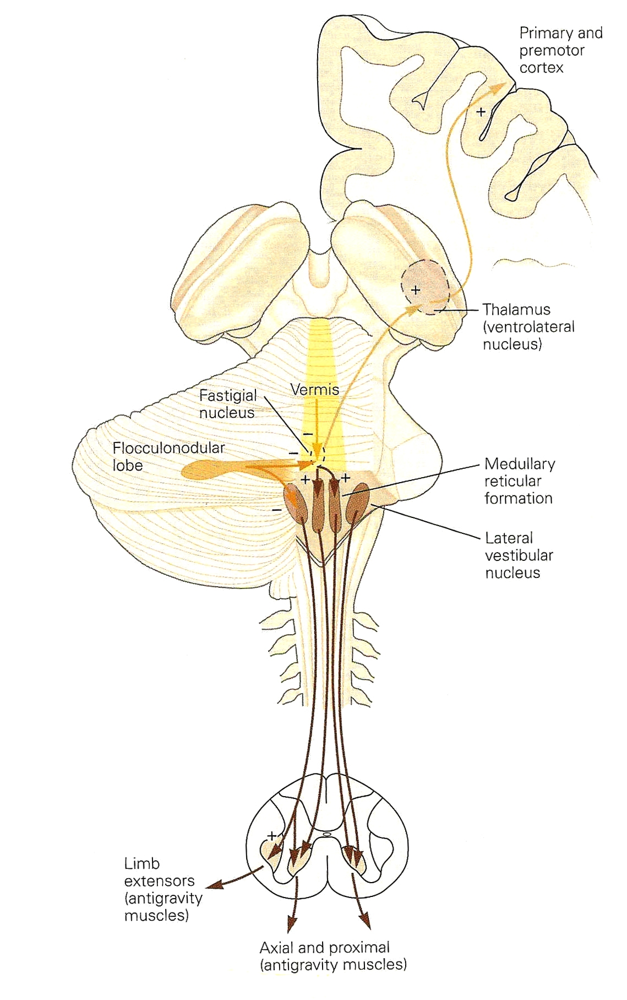 Primary and
premotor
cortex
+
+
Thalamus
(ventrolateral
nucleus)
Vermis
Fastigial
nucleus
−
−
Flocculonodular
lobe
+
+
Medullary
reticular
formation
−
Lateral
vestibular
nucleus
+
Limb
extensors
(antigravity
muscles)
Axial and proximal
(antigravity muscles)